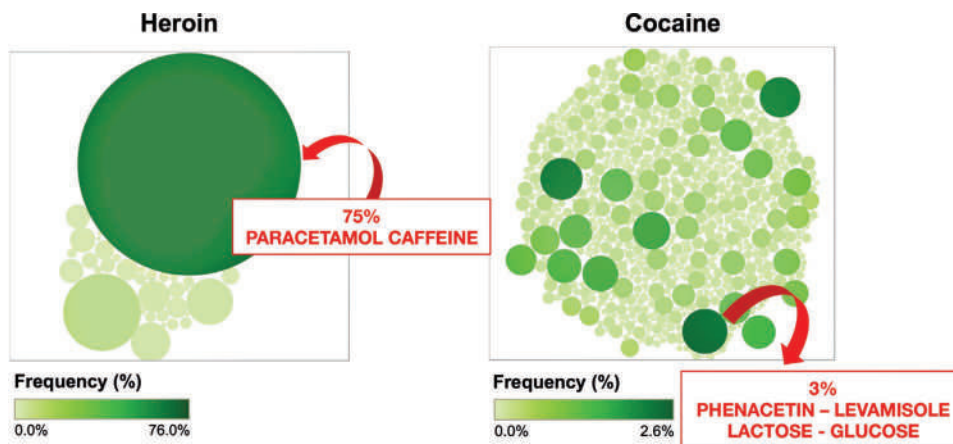 Heroin
Cocaine
75%
PARACETAMOL CAFFEINE
Frequency (%)
0.0%
76.0%
Frequency (%)
0.0%
2.6%
3%
PHENACETIN – LEVAMISOLE
LACTOSE - GLUCOSE